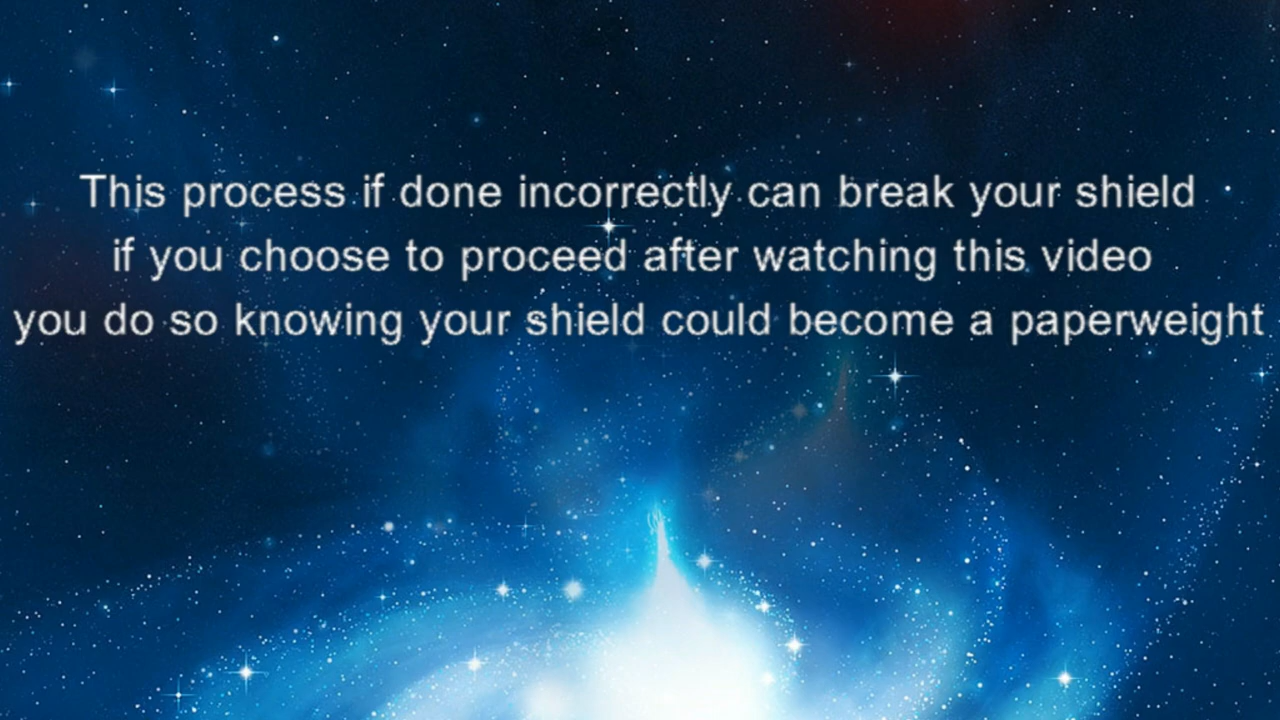 This process if done incorrectly can break your shield
if you choose to proceed after watching this video
you do so knowing your shield could become a paperweight